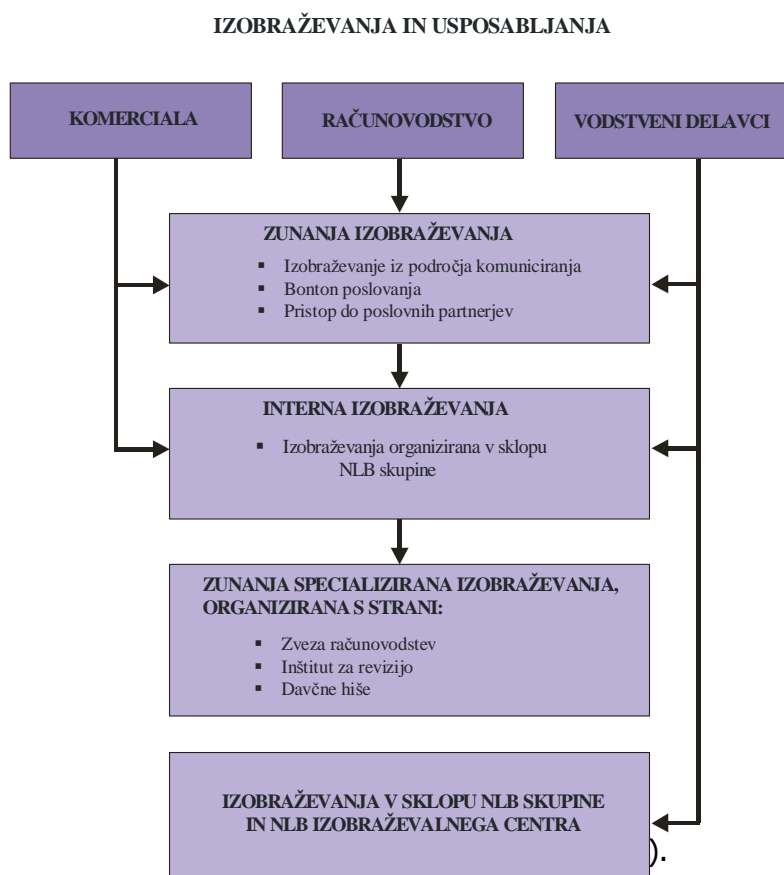 IZOBRAŽEVANJA IN USPOSABLJANJA
KOMERCIALA
RAČUNOVODSTVO
VODSTVENI DELAVCI
ZUNANJA IZOBRAŽEVANJA
▪ Izobraževanje iz področja komuniciranja
▪ Bonton poslovanja
▪ Pristop do poslovnih partnerjev
INTERNA IZOBRAŽEVANJA
▪ Izobraževanja organizirana v sklopu
NLB skupine
ZUNANJA SPECIALIZIRANA IZOBRAŽEVANJA,
ORGANIZIRANA S STRANI:
▪ Zveza računovodstev
▪ Inštitut za revizijo
▪ Davčne hiše
IZOBRAŽEVANJA V SKLOPU NLB SKUPINE
IN NLB IZOBRAŽEVALNEGA CENTRA
).